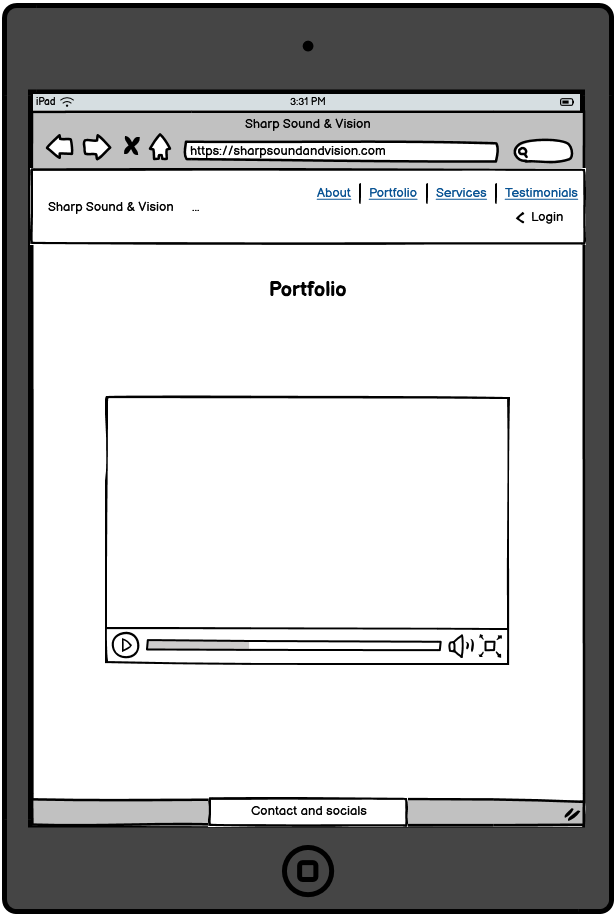 iPad
3:31 PM
Sharp Sound & Vision
https://sharpsoundandvision.com
About Portfolio Services Testimonials
Sharp Sound & Vision ...
Login
Portfolio
Contact and socials